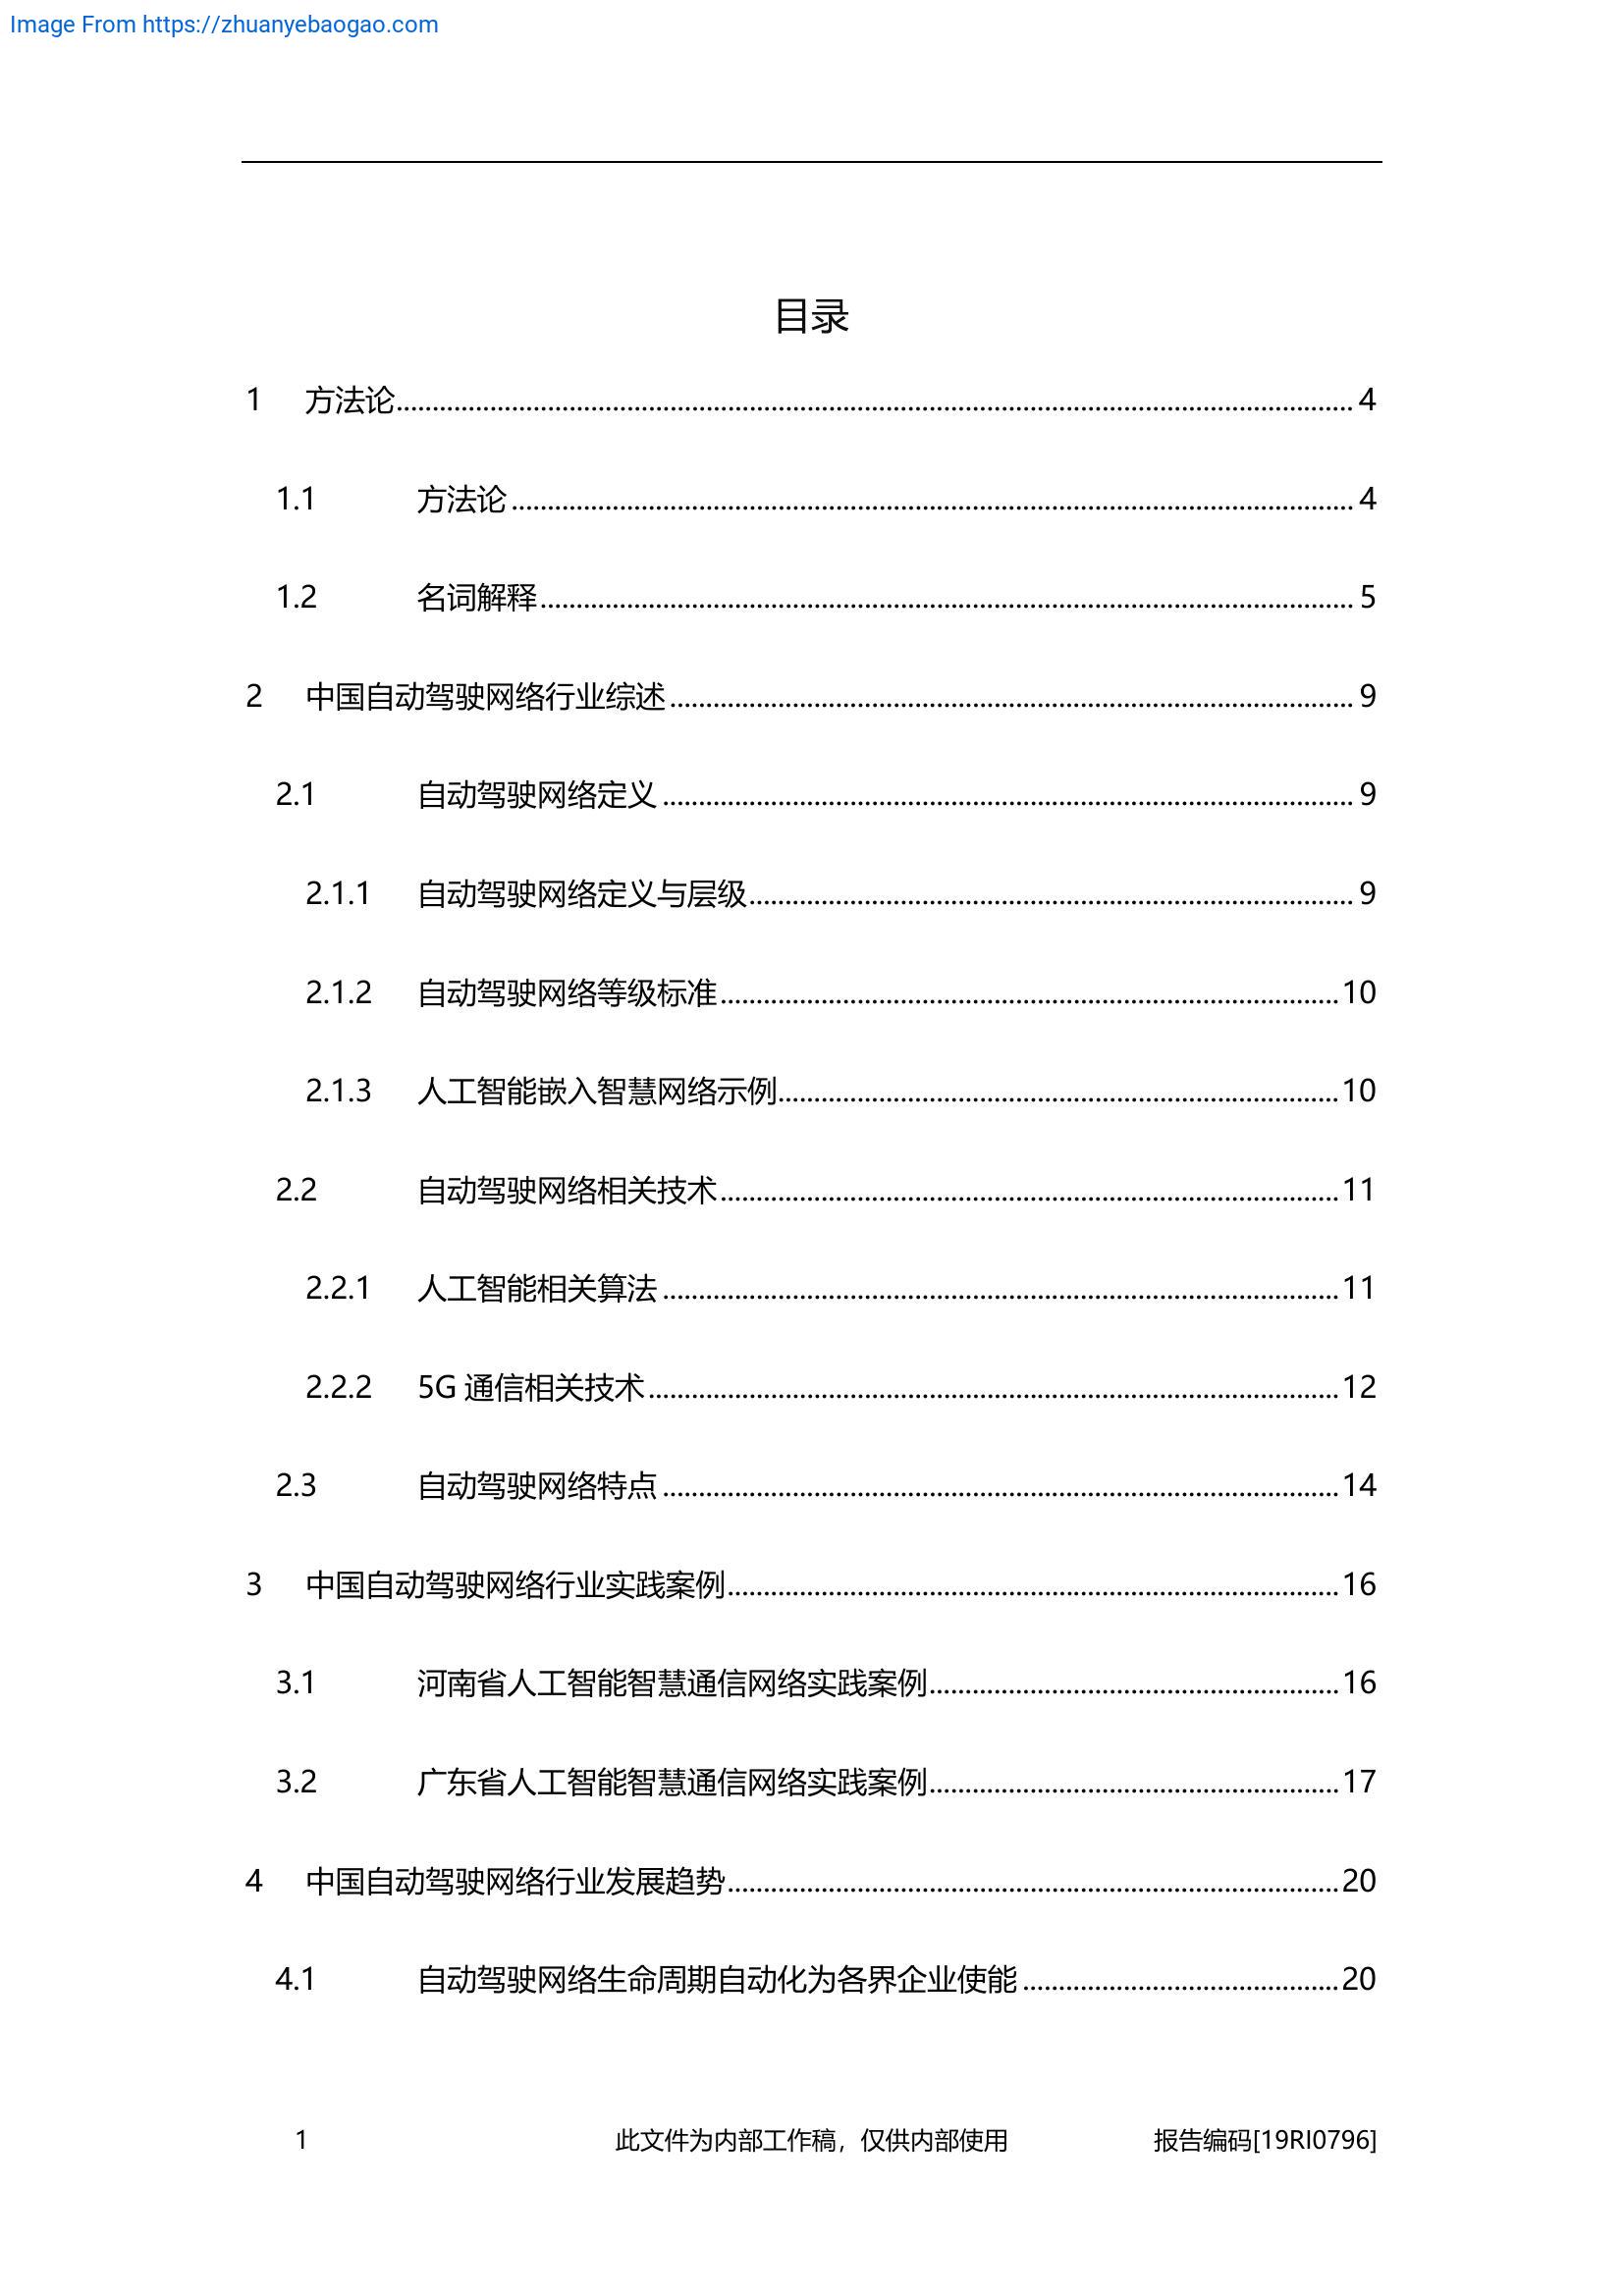 Image From https://zhuanyebaogao.com
目录
1 方法论 4
1.1 方法论 4
1.2 名词解释 5
2 中国自动驾驶网络行业综述 9
2.1 自动驾驶网络定义 9
2.1.1 自动驾驶网络定义与层级 9
2.1.2 自动驾驶网络等级标准 10
2.1.3 人工智能嵌入智慧网络示例 10
2.2 自动驾驶网络相关技术 11
2.2.1 人工智能相关算法 11
2.2.2 5G 通信相关技术 12
2.3 自动驾驶网络特点 14
3 中国自动驾驶网络行业实践案例 16
3.1 河南省人工智能智慧通信网络实践案例 16
3.2 广东省人工智能智慧通信网络实践案例 17
4 中国自动驾驶网络行业发展趋势 20
4.1 自动驾驶网络生命周期自动化为各界企业使能 20
1 此文件为内部工作稿，仅供内部使用 报告编码[19RI0796]